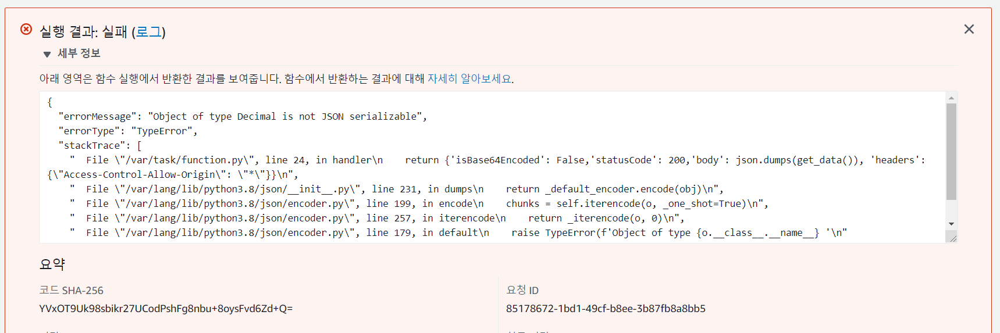 실행 결과: 실패 (로그)
세부 정보
아래 영역은 함수 실행에서 반환한 결과를 보여줍니다. 함수에서 반환하는 결과에 대해 자세히 알아보세요.
{
  "errorMessage": "Object of type Decimal is not JSON serializable",
  "errorType": "TypeError",
  "stackTrace": [
    "  File \"/var/task/function.py\", line 24, in handler\n    return {'isBase64Encoded': False,'statusCode': 200,'body': json.dumps(get_data()), 'headers':
{\"Access-Control-Allow-Origin\": \"*\"}}\n",
    "  File \"/var/lang/lib/python3.8/json/__init__.py\", line 231, in dumps\n    return _default_encoder.encode(obj)\n",
    "  File \"/var/lang/lib/python3.8/json/encoder.py\", line 199, in encode\n    chunks = self.iterencode(o, _one_shot=True)\n",
    "  File \"/var/lang/lib/python3.8/json/encoder.py\", line 257, in iterencode\n    return _iterencode(o, 0)\n",
    "  File \"/var/lang/lib/python3.8/json/encoder.py\", line 179, in default\n    raise TypeError(f'Object of type {o.__class__.__name__} '\n"
요약
코드 SHA-256
YVxOT9Uk98sbikr27UCodPshFg8nbu+8oysFvd6Zd+Q=
요청 ID
85178672-1bd1-49cf-b8ee-3b87fb8a8bb5